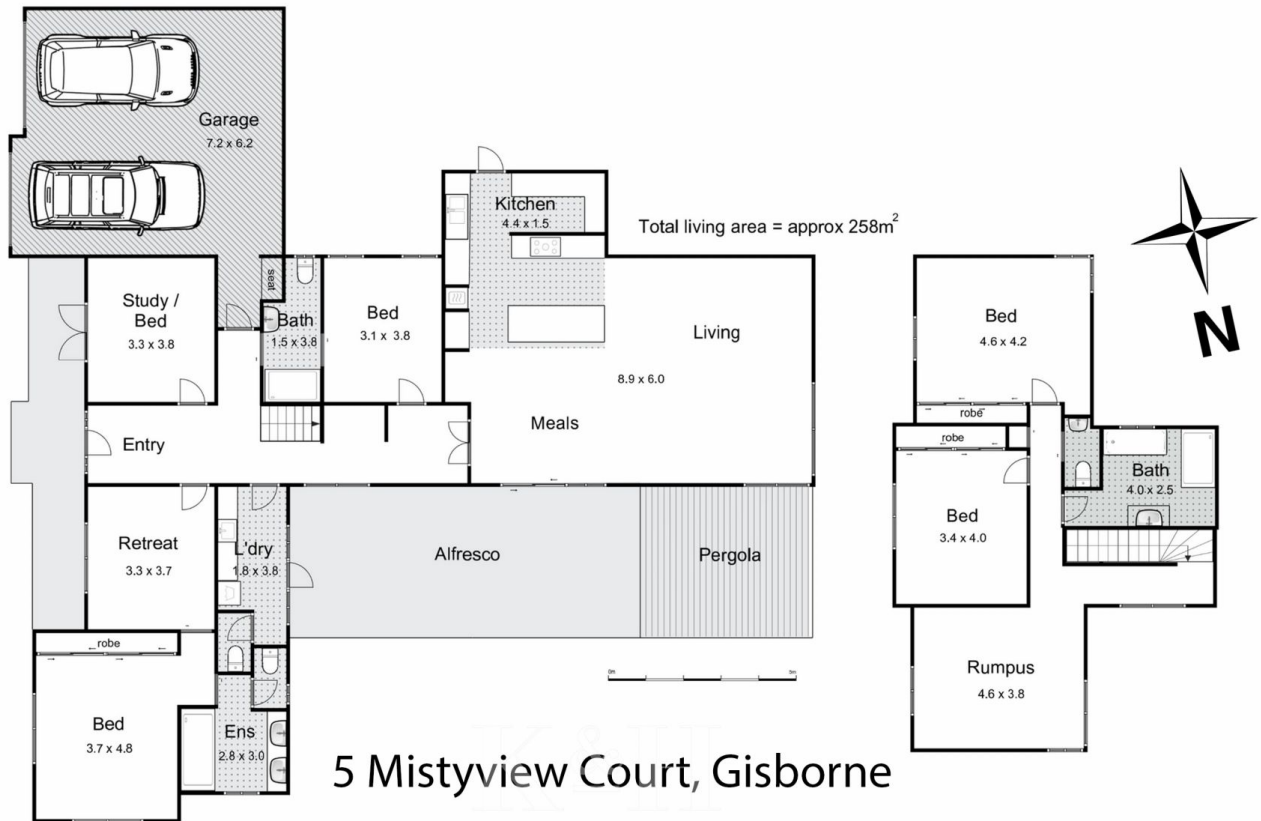 Garage
7.2 x 6.2
Kitchen
4.4 x 1.5
Total living area = approx 258m²
Study /
Bed
3.3 x 3.8
seat
Bath
1.5 x 3.8
Bed
3.1 x 3.8
Living
8.9 x 6.0
Meals
Entry
Retreat
3.3 x 3.7
L'dry
1.8 x 3.8
Alfresco
Pergola
robe
Bed
3.7 x 4.8
Ens
2.8 x 3.0
0m
5m
N
Bed
4.6 x 4.2
robe
robe
Bath
4.0 x 2.5
Bed
3.4 x 4.0
Rumpus
4.6 x 3.8
K&H
5 Mistyview Court, Gisborne